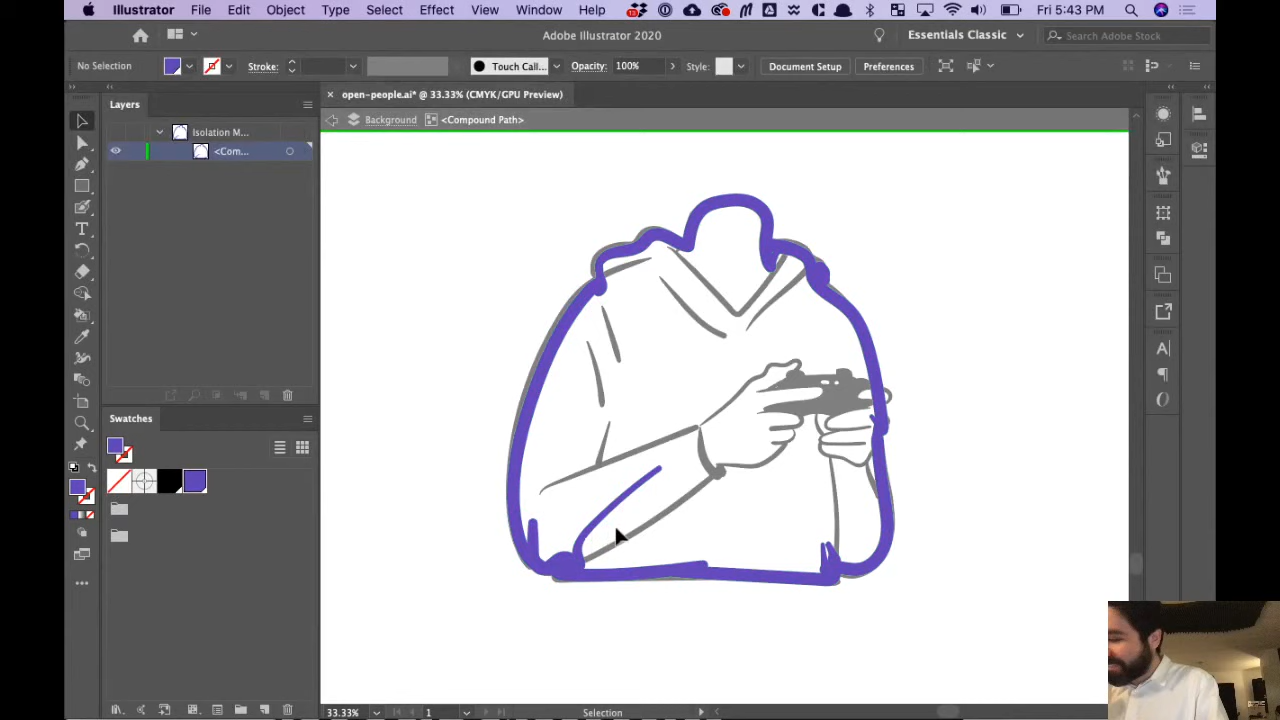 Illustrator File Edit Object Type Select Effect View Window Help Fri 5:43 PM
Adobe Illustrator 2020 Essentials Classic Search Adobe Stock
No Selection Stroke: Touch Call... Opacity: 100% Style: Document Setup Preferences
Layers
open-people.ai* @ 33.33% (CMYK/GPU Preview)
Background <Compound Path>
Isolation M...
<Com...
Swatches
33.33% 1 Selection